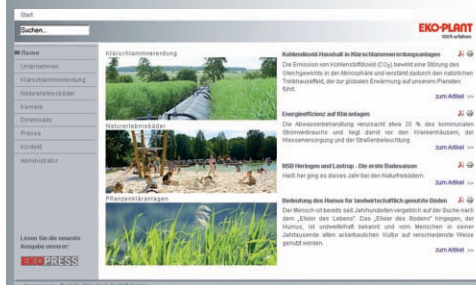 Start
Suchen...
EKO-PLANT
Home
Unternehmen
Klärschlammvererdung
Naturerlebnisbäder
Karriere
Downloads
Presse
Kontakt
Administrator
Lesen Sie die neueste
Ausgabe unserer:
EKOPRESS
Klärschlammvererdung
Naturerlebnisbäder
Pflanzenkläranlagen
Kohlendioxid-Haushalt in Klärschlammvererdungsanlagen
Die Emission von Kohlenstoffdioxid (CO₂) bewirkt eine Störung des
Gleichgewichts in der Atmosphäre und verstärkt dadurch den natürlichen
Treibhauseffekt, der zur globalen Erwärmung auf unserem Planeten
führt.
zum Artikel >>
Energieeffizienz auf Kläranlagen
Die Abwasserbehandlung verursacht etwa 20 % des kommunalen
Stromverbrauchs und liegt damit vor den Krankenhäusern, der
Wasserversorgung und der Straßenbeleuchtung.
zum Artikel >>
NSD Heringen und Lastrup - Die erste Badesaison
Heiß her ging es dieses Jahr bei den Naturfreibädern.
zum Artikel >>
Bedeutung des Humus für landwirtschaftlich genutzte Böden
Der Mensch ist bereits seit Jahrhunderten vergeblich auf der Suche nach
dem „Elixier des Lebens“. Das „Elixier des Bodens“ hingegen, der
Humus, ist urzweifelhaft bekannt und vom Menschen in seiner
Jahrtausende alten ackerbaulichen Kultur auf verschiedenste Weise
genutzt worden.
zum Artikel >>